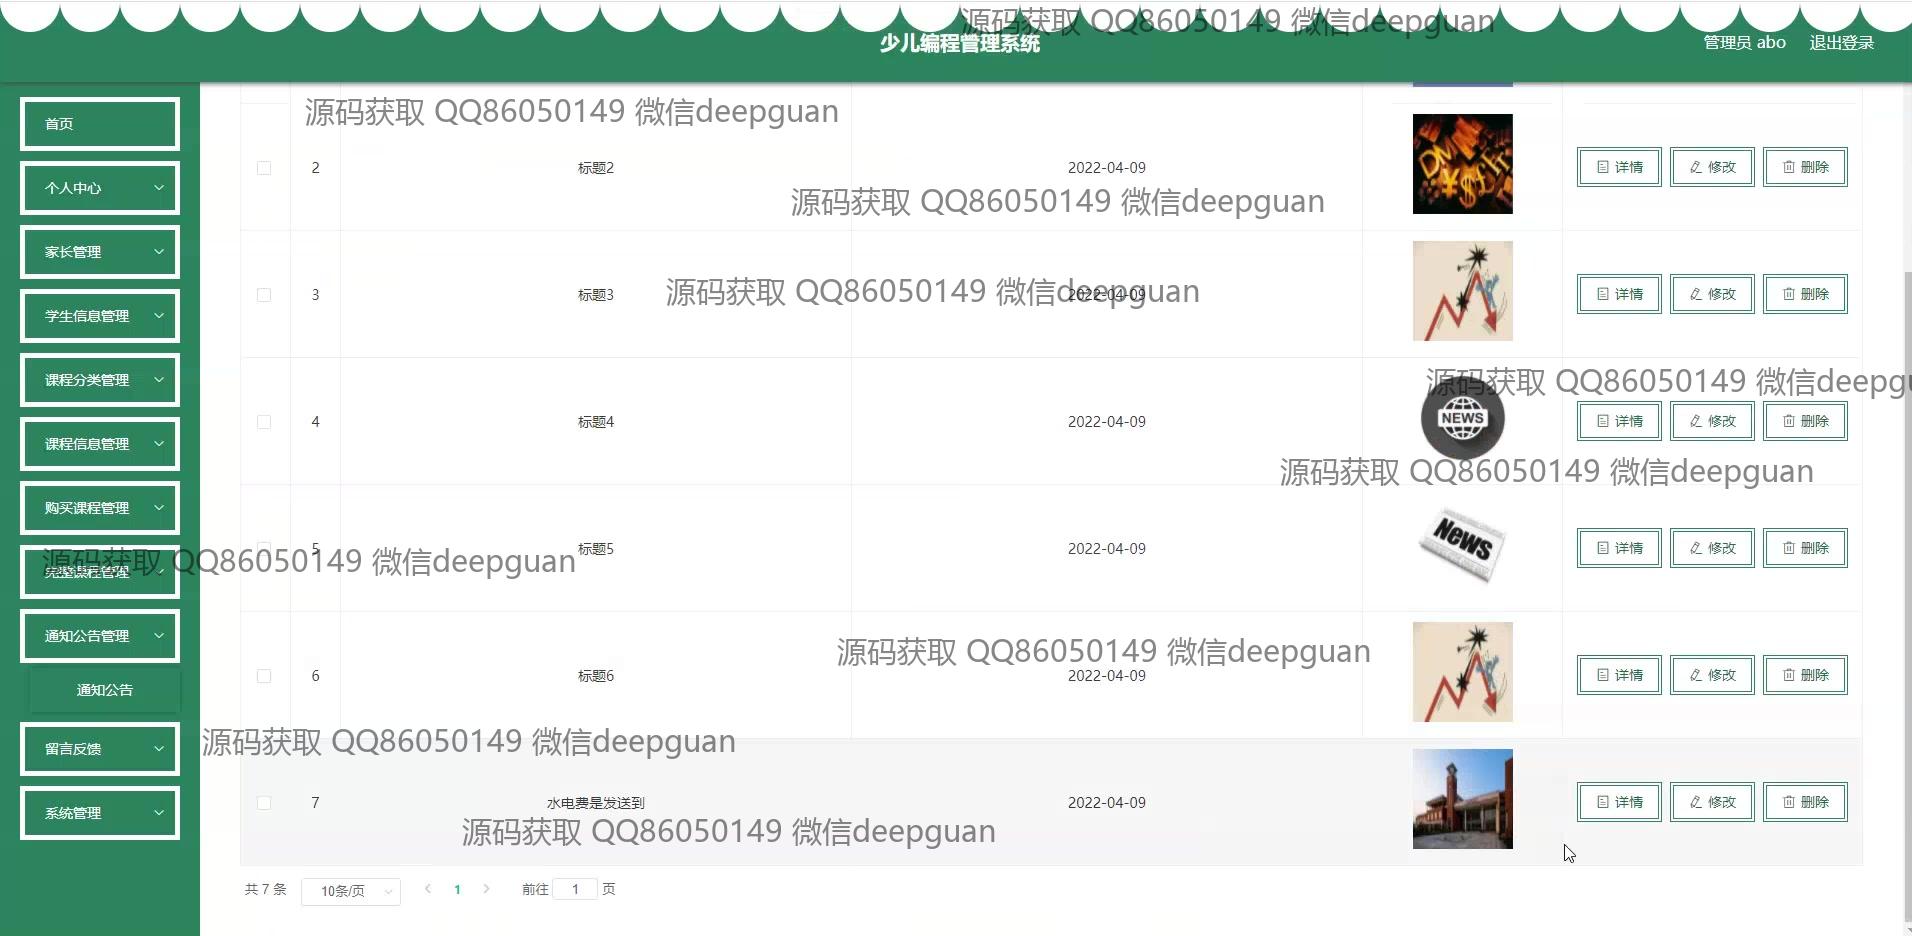 源码获取 QQ86050149 微信deepguan
少儿编程管理系统
管理员 abo 退出登录
首页
源码获取 QQ86050149 微信deepguan
2 标题2 2022-04-09 详情 修改 删除
个人中心
源码获取 QQ86050149 微信deepguan
家长管理
3 标题3 2022-04-09 详情 修改 删除
源码获取 QQ86050149 微信deepguan
学生信息管理
课程分类管理
源码获取 QQ86050149 微信deepgu
4 标题4 2022-04-09 NEWS 详情 修改 删除
课程信息管理
源码获取 QQ86050149 微信deepguan
购买课程管理
5 标题5 2022-04-09 News 详情 修改 删除
源码获取 QQ86050149 微信deepguan
完整课程管理
通知公告管理
源码获取 QQ86050149 微信deepguan
6 标题6 2022-04-09 详情 修改 删除
通知公告
源码获取 QQ86050149 微信deepguan
留言反馈
7 水电费是发送到 2022-04-09 详情 修改 删除
系统管理
源码获取 QQ86050149 微信deepguan
共 7 条 10条/页 1 前往 1 页